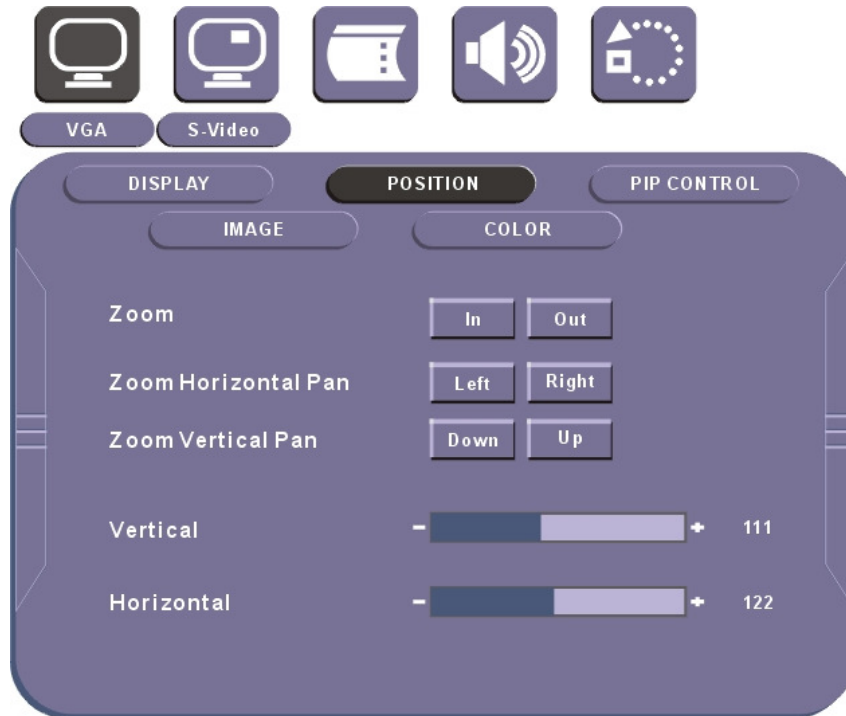 VGA S-Video
DISPLAY POSITION PIP CONTROL
IMAGE COLOR
Zoom In Out
Zoom Horizontal Pan Left Right
Zoom Vertical Pan Down Up
Vertical - + 111
Horizontal - + 122